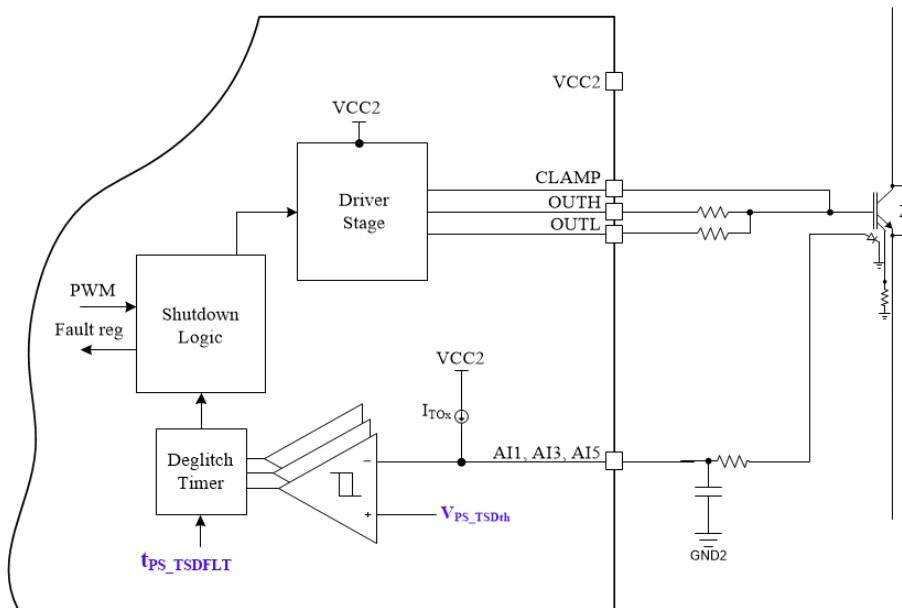 VCC2
VCC2
CLAMP
Driver
Stage
OUTH
OUTL
PWM
Shutdown
Logic
Fault reg
VCC2
ITOx
Deglitch
Timer
−
AI1, AI3, AI5
+
VPS_TSDth
tPS_TSDFLT
GND2